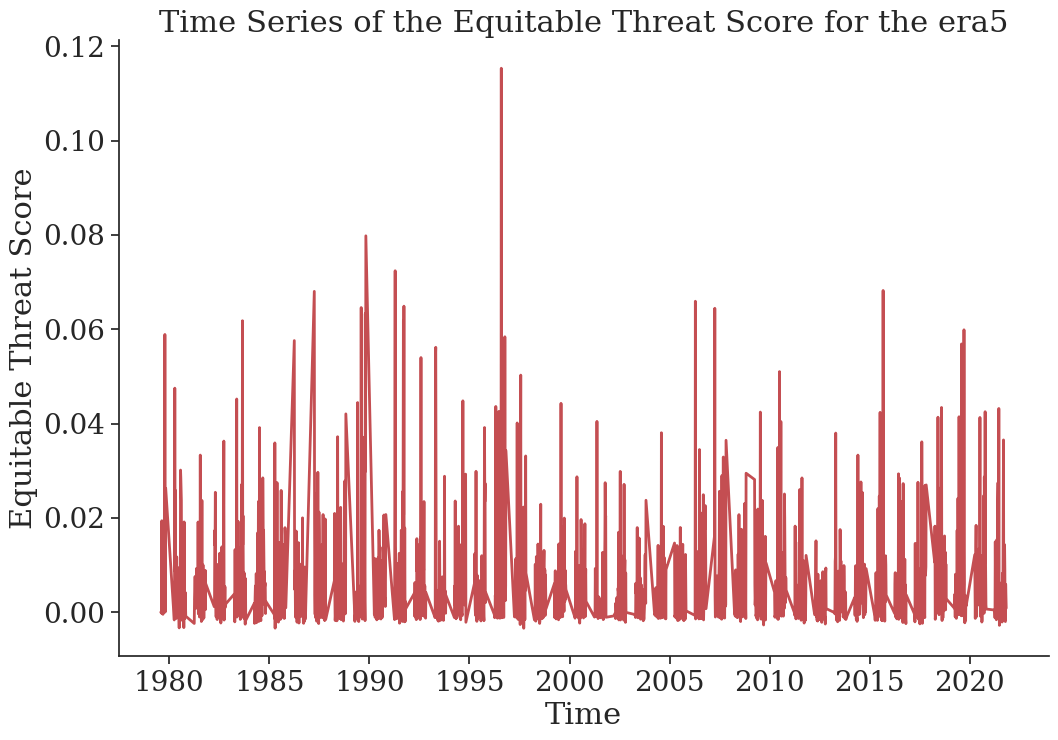 Time Series of the Equitable Threat Score for the era5
0.12
0.10
0.08
0.06
0.04
0.02
0.00
Equitable Threat Score
1980 1985 1990 1995 2000 2005 2010 2015 2020
Time